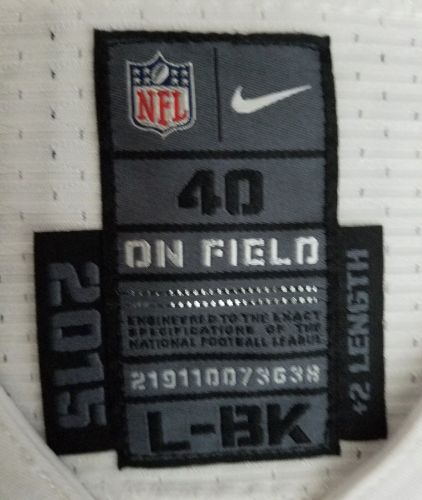 NFL
40
ON FIELD
ENGINEERED TO THE EXACT
SPECIFICATIONS OF THE
NATIONAL FOOTBALL LEAGUE
219110073638
L-BK
2015
+2 LENGTH